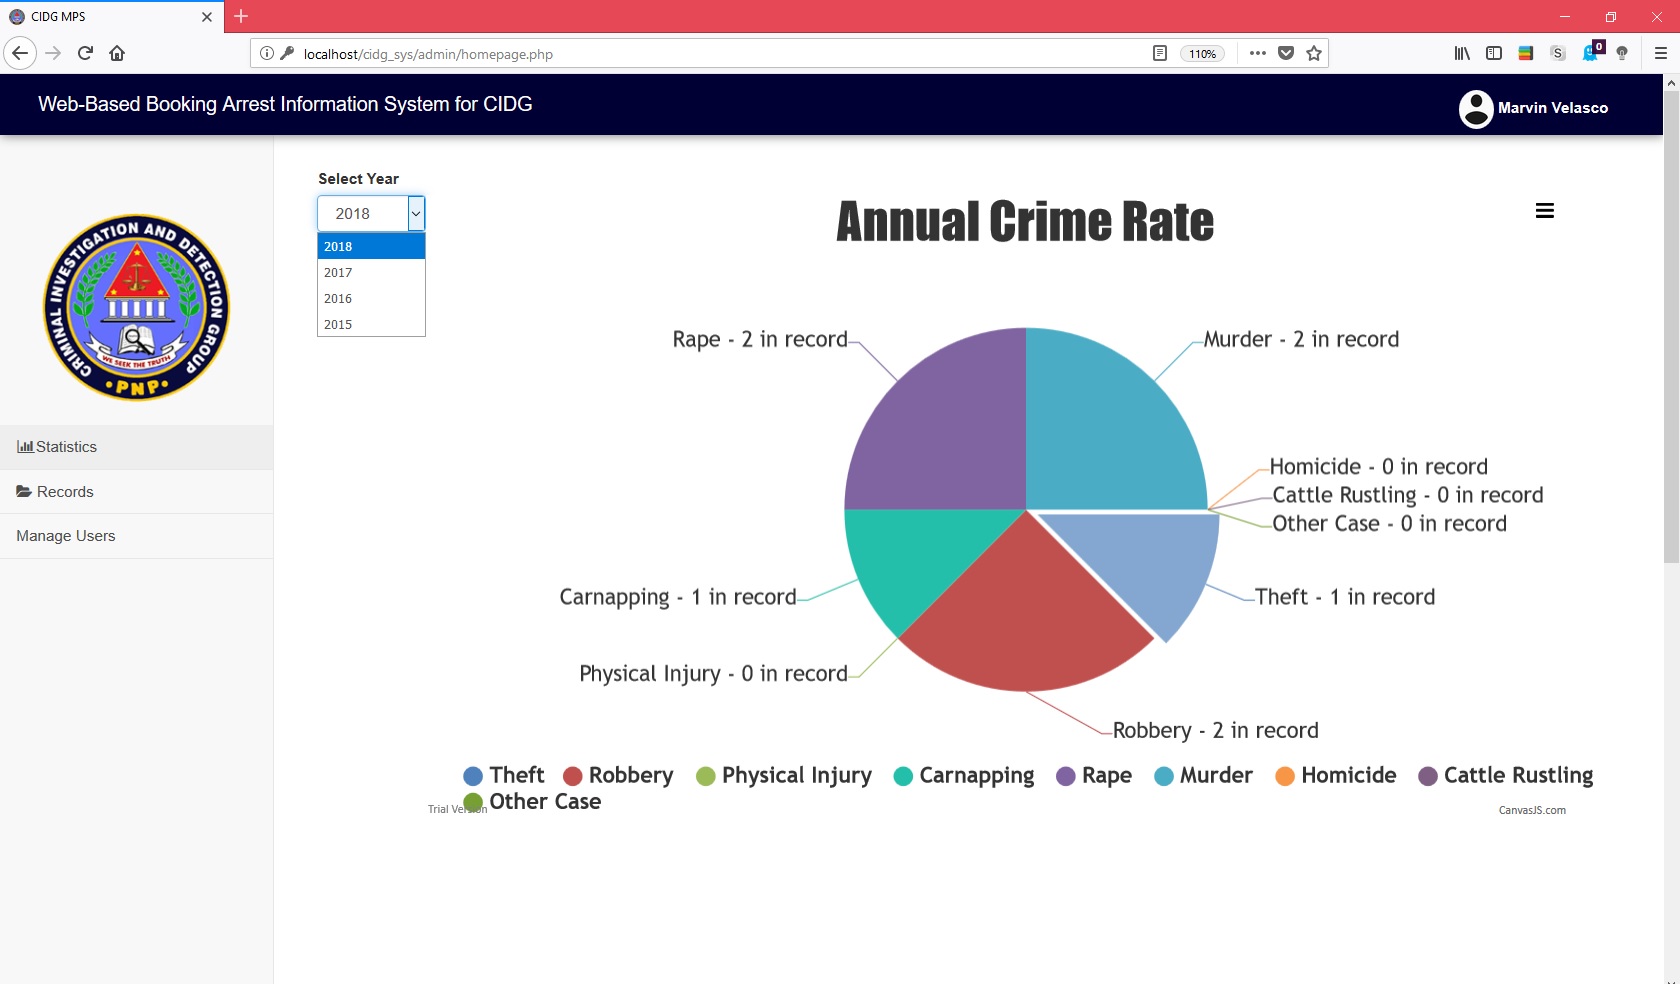 CIDG MPS
localhost/cidg_sys/admin/homepage.php
110%
S
0
Web-Based Booking Arrest Information System for CIDG
Marvin Velasco
CRIMINAL INVESTIGATION AND DETECTION GROUP
WE SEEK THE TRUTH
PNP
Statistics
Records
Manage Users
Select Year
2018
2018
2017
2016
2015
Annual Crime Rate
Rape - 2 in record
Murder - 2 in record
Homicide - 0 in record
Cattle Rustling - 0 in record
Other Case - 0 in record
Carnapping - 1 in record
Theft - 1 in record
Physical Injury - 0 in record
Robbery - 2 in record
Theft Robbery Physical Injury Carnapping Rape Murder Homicide Cattle Rustling
Other Case
Trial Version
CanvasJS.com